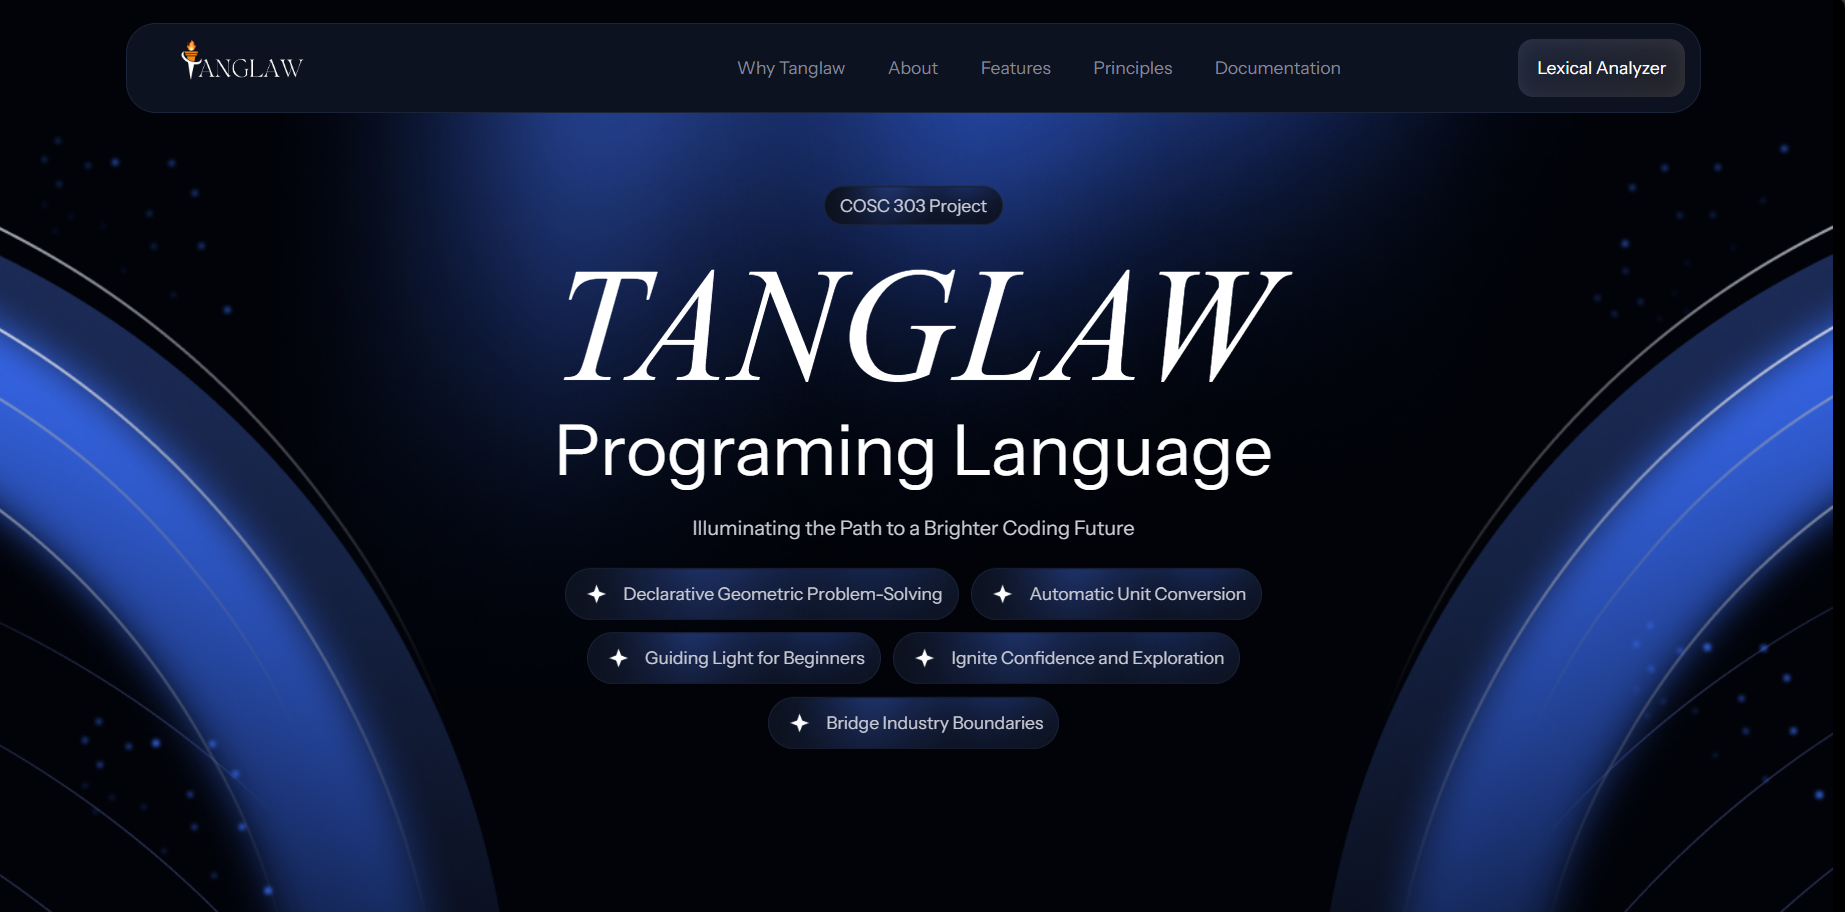 TANGLAW
Why Tanglaw
About
Features
Principles
Documentation
Lexical Analyzer
COSC 303 Project
TANGLAW
Programing Language
Illuminating the Path to a Brighter Coding Future
Declarative Geometric Problem-Solving
Automatic Unit Conversion
Guiding Light for Beginners
Ignite Confidence and Exploration
Bridge Industry Boundaries